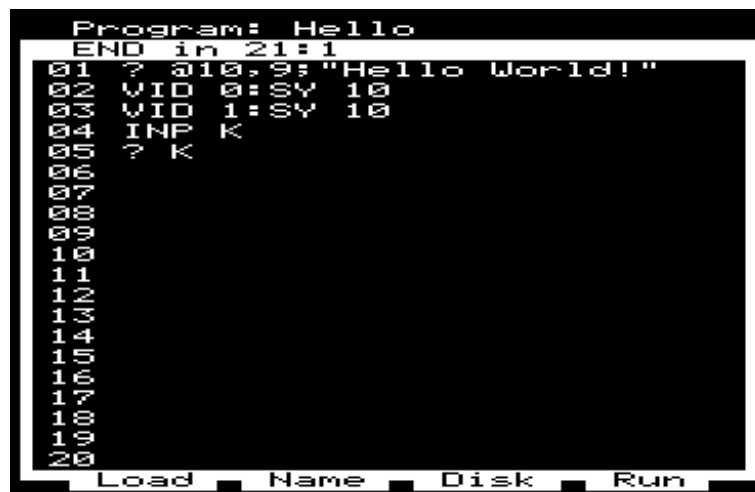 Program: Hello
END in 21:1
01 ? @10,9;"Hello World!"
02 VID 0:SY 10
03 VID 1:SY 10
04 INP K
05 ? K
06
07
08
09
10
11
12
13
14
15
16
17
18
19
20
Load Name Disk Run